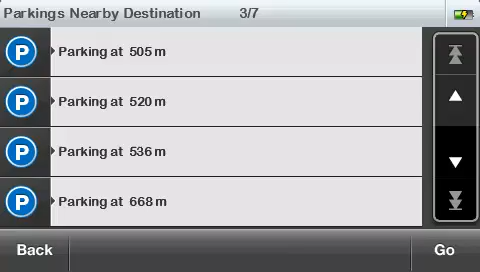 Parkings Nearby Destination 3/7
P Parking at 505 m
P Parking at 520 m
P Parking at 536 m
P Parking at 668 m
Back Go